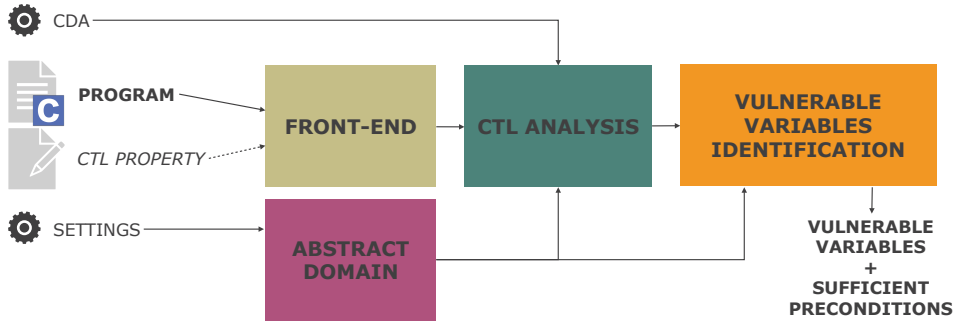 CDA
PROGRAM
C
CTL PROPERTY
SETTINGS
FRONT-END
CTL ANALYSIS
VULNERABLE
VARIABLES
IDENTIFICATION
ABSTRACT
DOMAIN
VULNERABLE
VARIABLES
+
SUFFICIENT
PRECONDITIONS